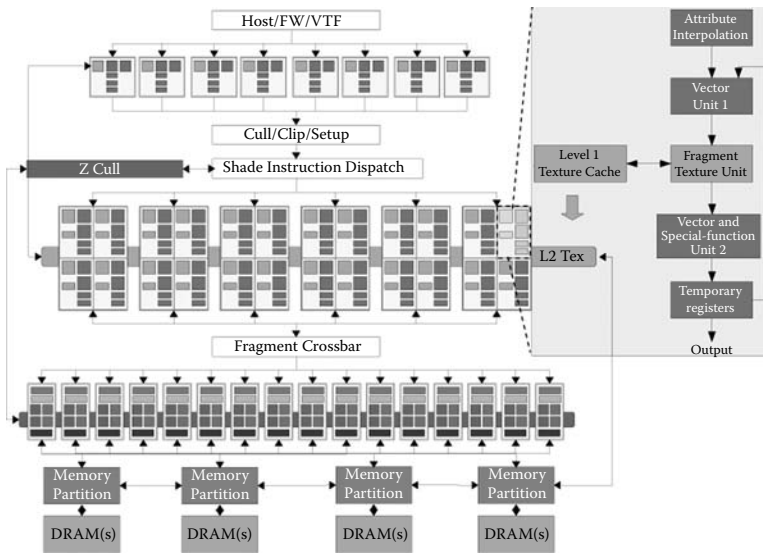 Host/FW/VTF
Cull/Clip/Setup
Z Cull
Shade Instruction Dispatch
L2 Tex
Fragment Crossbar
Memory
Partition
Memory
Partition
Memory
Partition
Memory
Partition
DRAM(s)
DRAM(s)
DRAM(s)
DRAM(s)
Attribute
Interpolation
Vector
Unit 1
Level 1
Texture Cache
Fragment
Texture Unit
Vector and
Special-function
Unit 2
Temporary
registers
Output